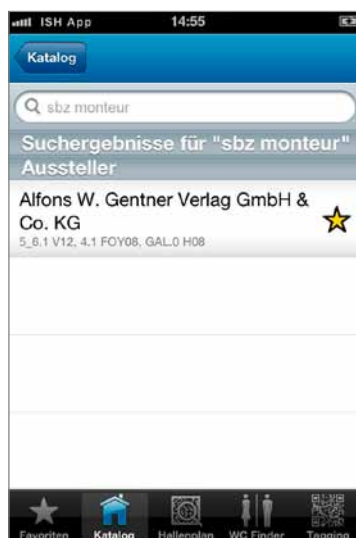 ISH App 14:55
Katalog
sbz monteur
Suchergebnisse für "sbz monteur"
Aussteller
Alfons W. Gentner Verlag GmbH &
Co. KG
5_6.1 V12, 4.1 FOY08, GAL.0 H08
Favoriten Katalog Hallenplan WC Finder Tagging